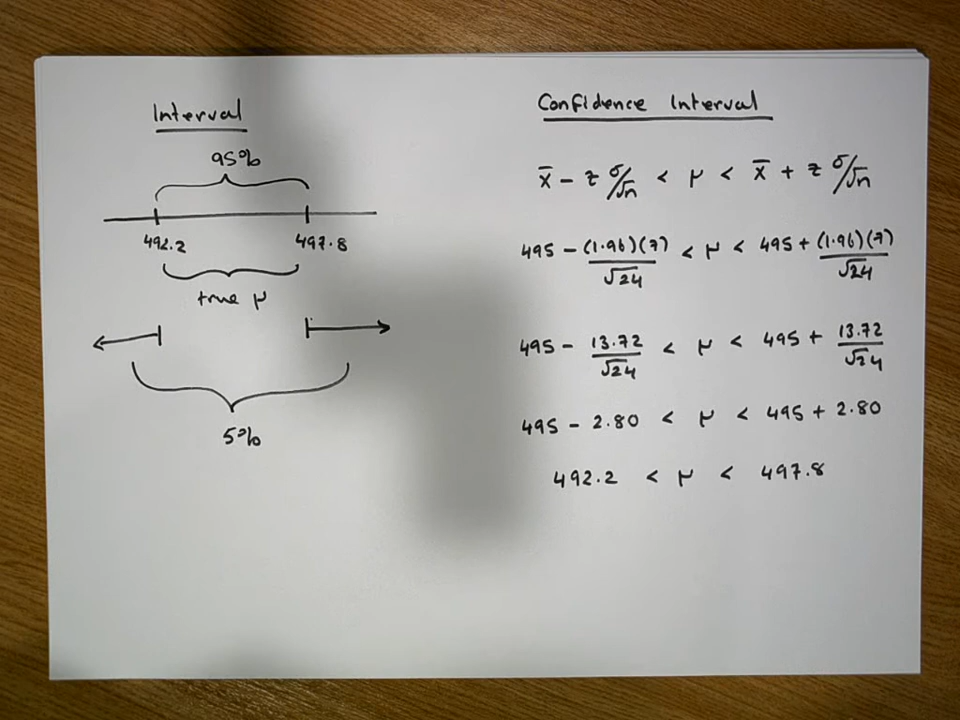 Interval
95%
492.2 497.8
true μ
5%
Confidence Interval
x̄ - z σ/√n < μ < x̄ + z σ/√n
495 - (1.96)(7)/√24 < μ < 495 + (1.96)(7)/√24
495 - 13.72/√24 < μ < 495 + 13.72/√24
495 - 2.80 < μ < 495 + 2.80
492.2 < μ < 497.8